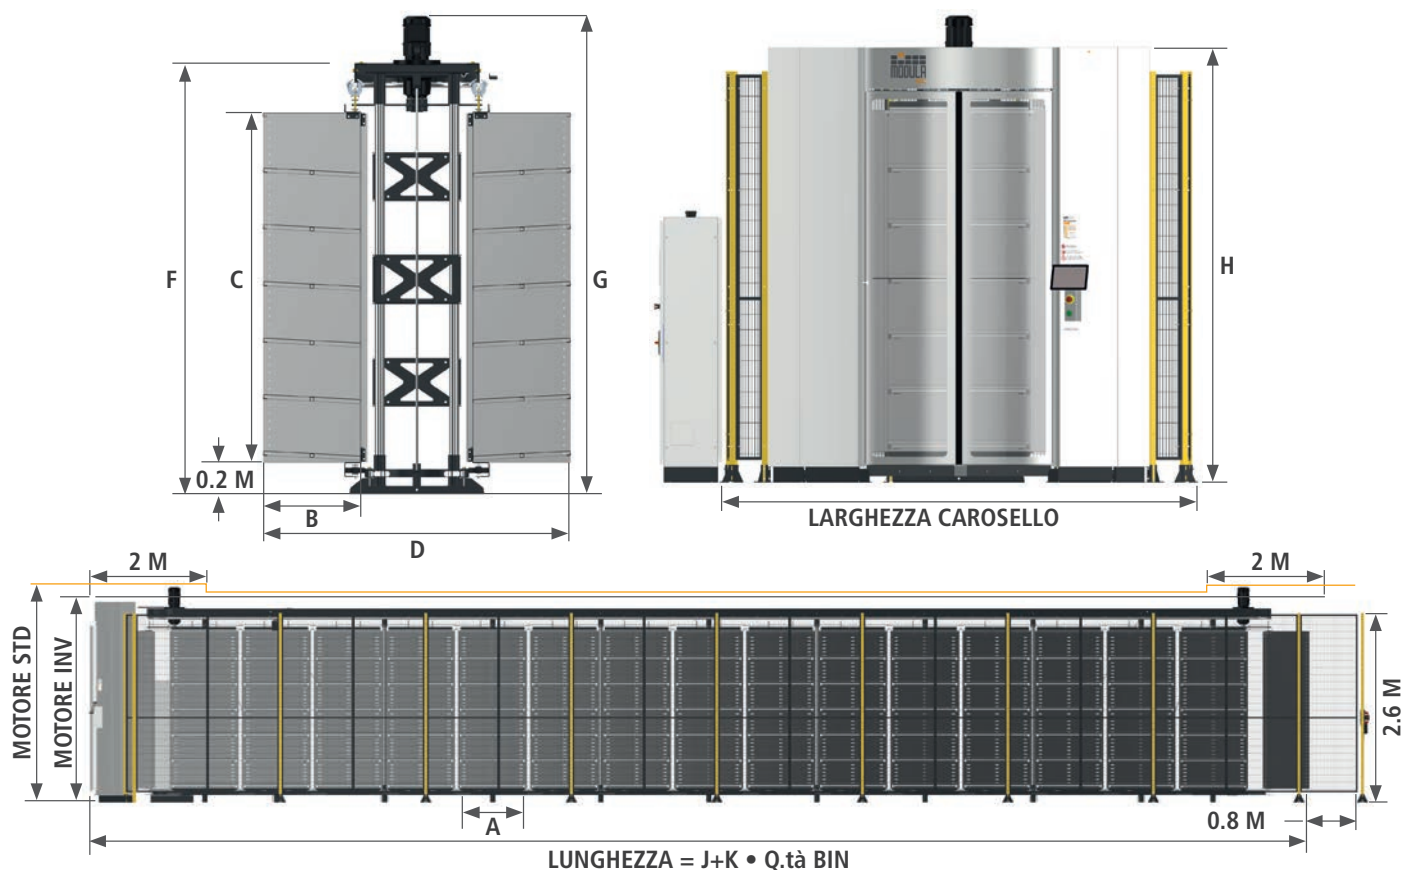 F
C
0.2 M
B
D
G
MODULA
H
LARGHEZZA CAROSELLO
2 M
2 M
MOTORE STD
MOTORE INV
2.6 M
A
0.8 M
LUNGHEZZA = J+K • Q.tà BIN